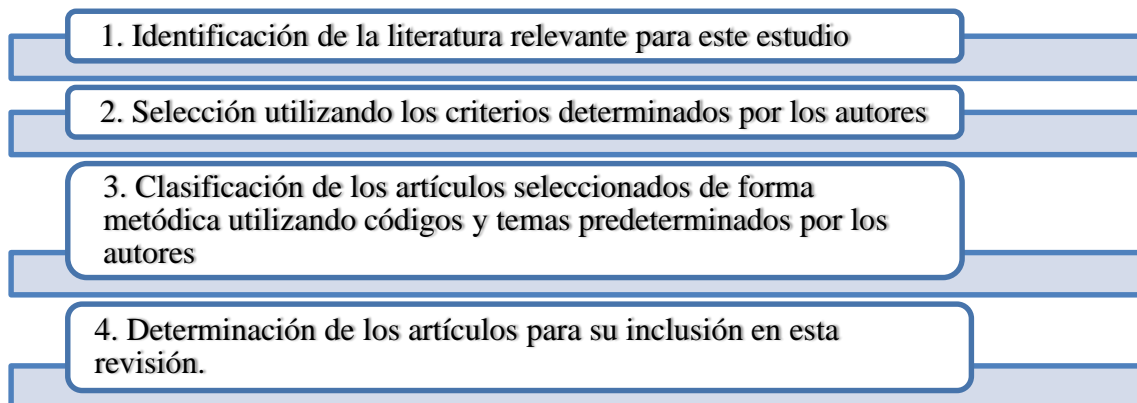 1. Identificación de la literatura relevante para este estudio
2. Selección utilizando los criterios determinados por los autores
3. Clasificación de los artículos seleccionados de forma
metódica utilizando códigos y temas predeterminados por los
autores
4. Determinación de los artículos para su inclusión en esta
revisión.